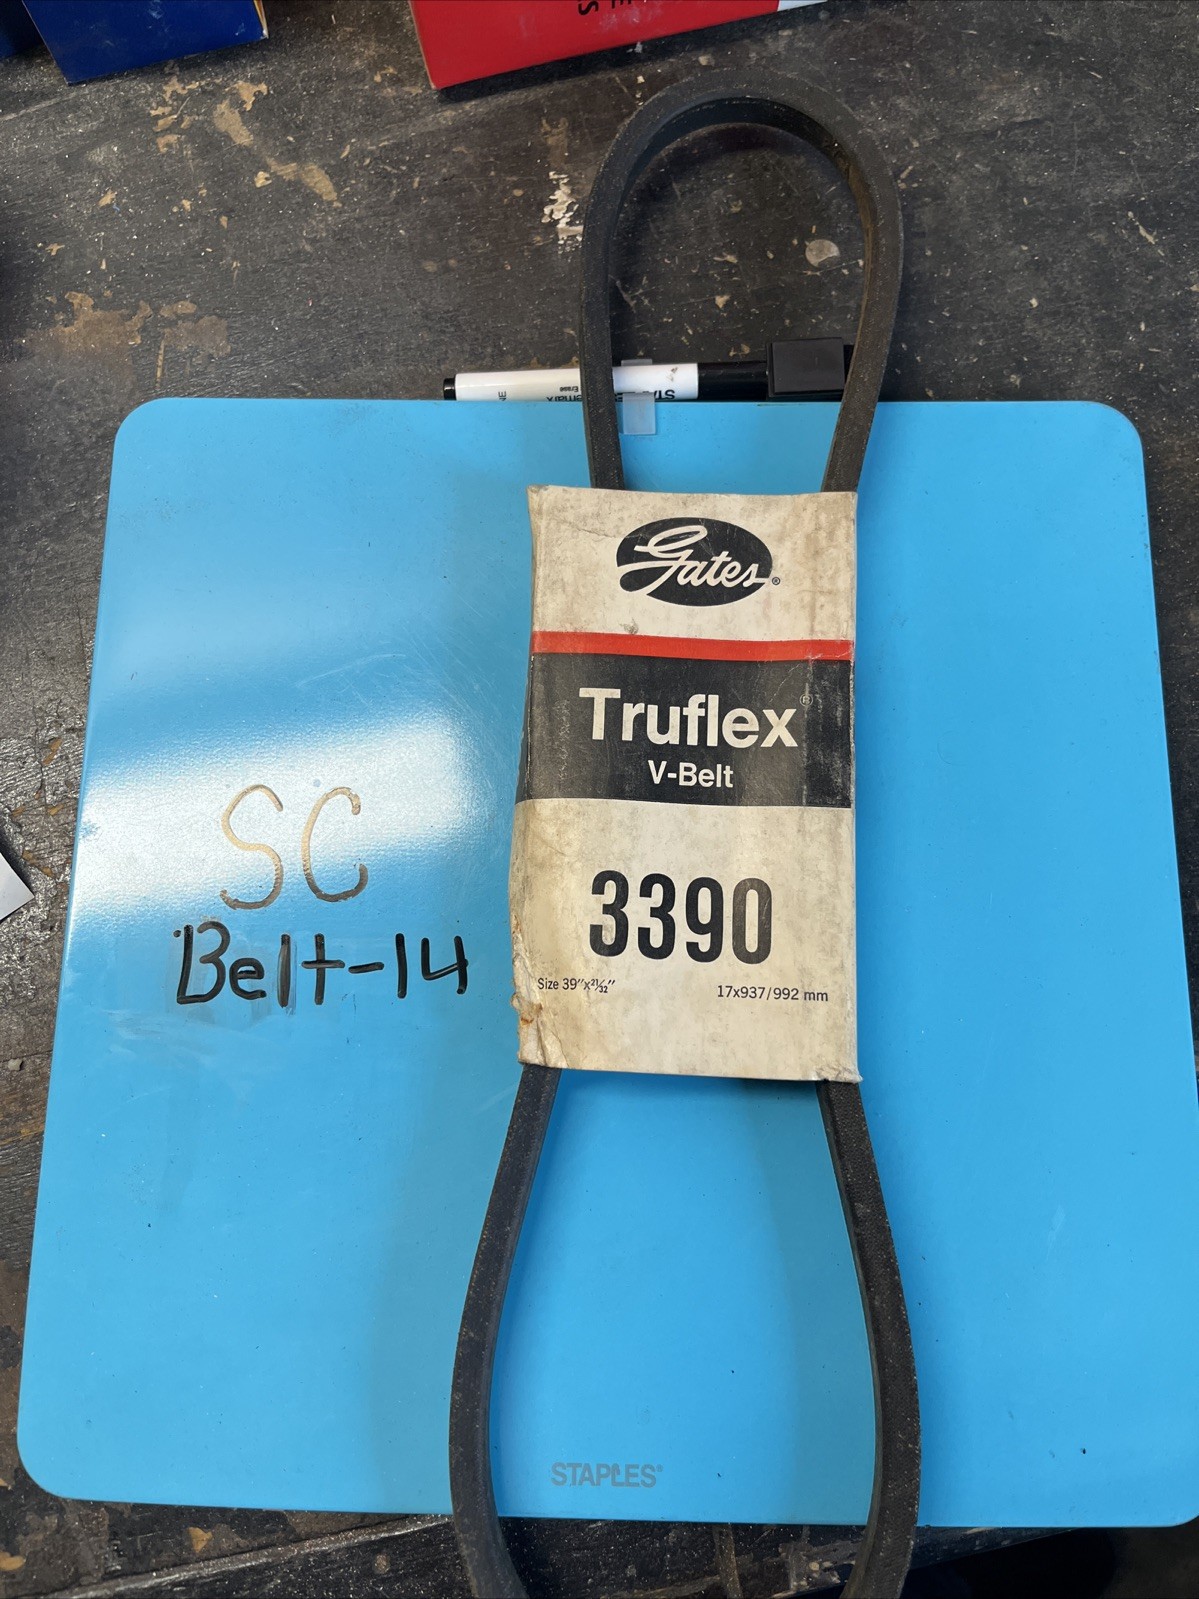 Gates®
Truflex®
V-Belt
3390
Size 39"x21/32"
17x937/992 mm
SC
Belt-14
STAPLES®